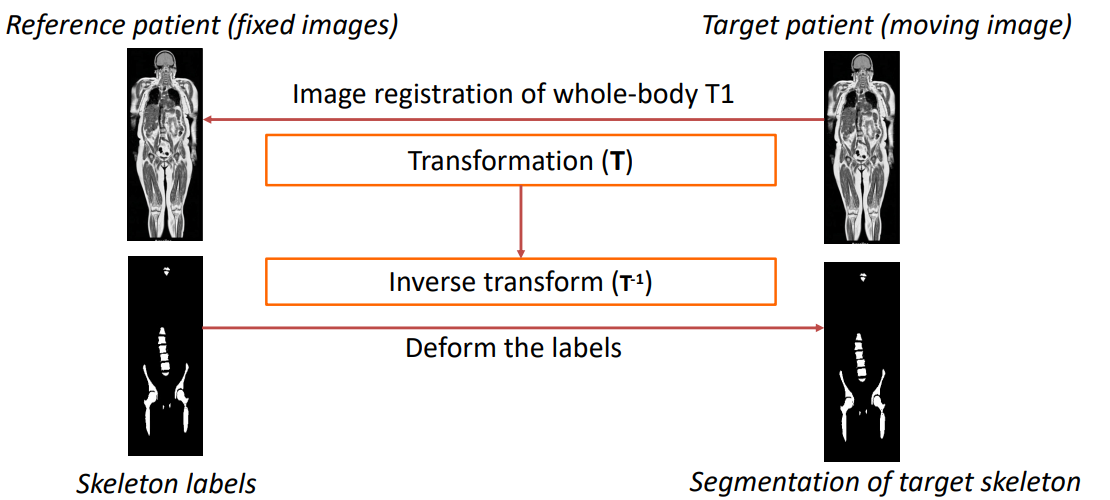 Reference patient (fixed images)
Target patient (moving image)
Image registration of whole-body T1
Transformation (T)
Inverse transform (T-1)
Deform the labels
Skeleton labels
Segmentation of target skeleton